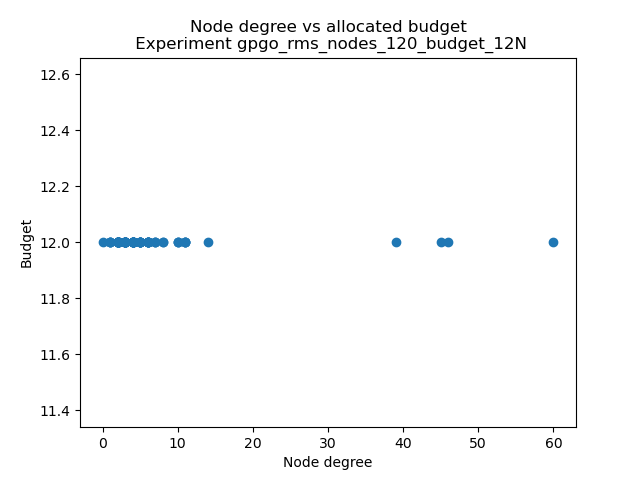 Node degree vs allocated budget
Experiment gpgo_rms_nodes_120_budget_12N
12.6
12.4
12.2
12.0
11.8
11.6
11.4
Budget
0 10 20 30 40 50 60
Node degree